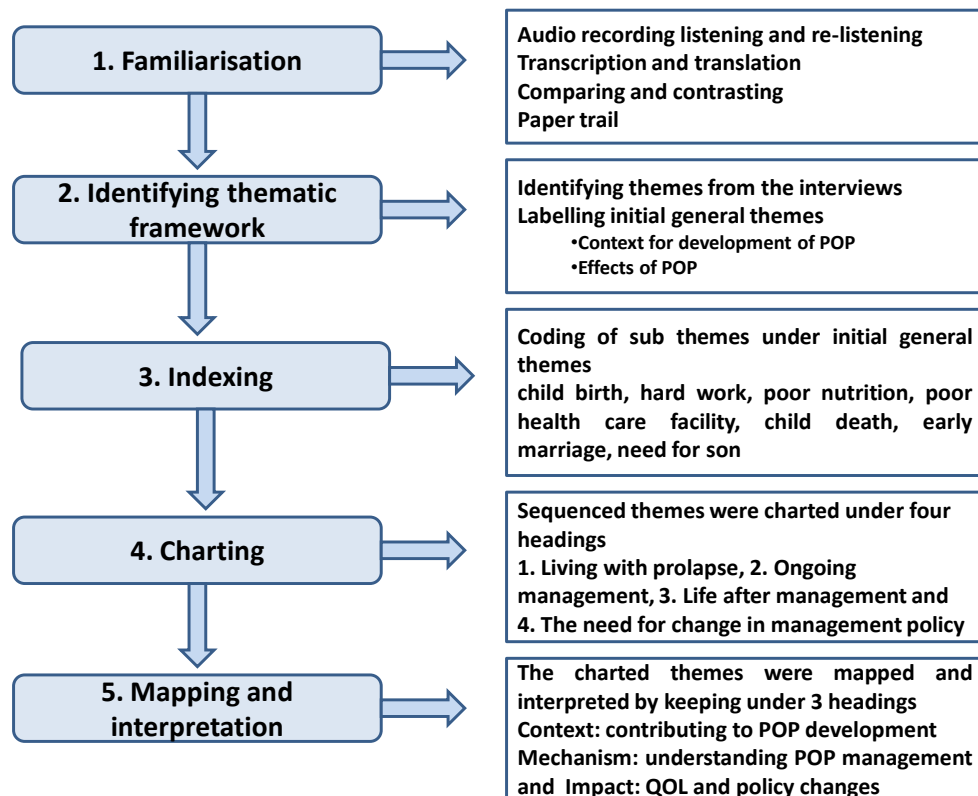 1. Familiarisation
Audio recording listening and re-listening
Transcription and translation
Comparing and contrasting
Paper trail
2. Identifying thematic
framework
Identifying themes from the interviews
Labelling initial general themes
•Context for development of POP
•Effects of POP
3. Indexing
Coding of sub themes under initial general
themes
child birth, hard work, poor nutrition, poor
health care facility, child death, early
marriage, need for son
4. Charting
Sequenced themes were charted under four
headings
1. Living with prolapse, 2. Ongoing
management, 3. Life after management and
4. The need for change in management policy
5. Mapping and
interpretation
The charted themes were mapped and
interpreted by keeping under 3 headings
Context: contributing to POP development
Mechanism: understanding POP management
and Impact: QOL and policy changes